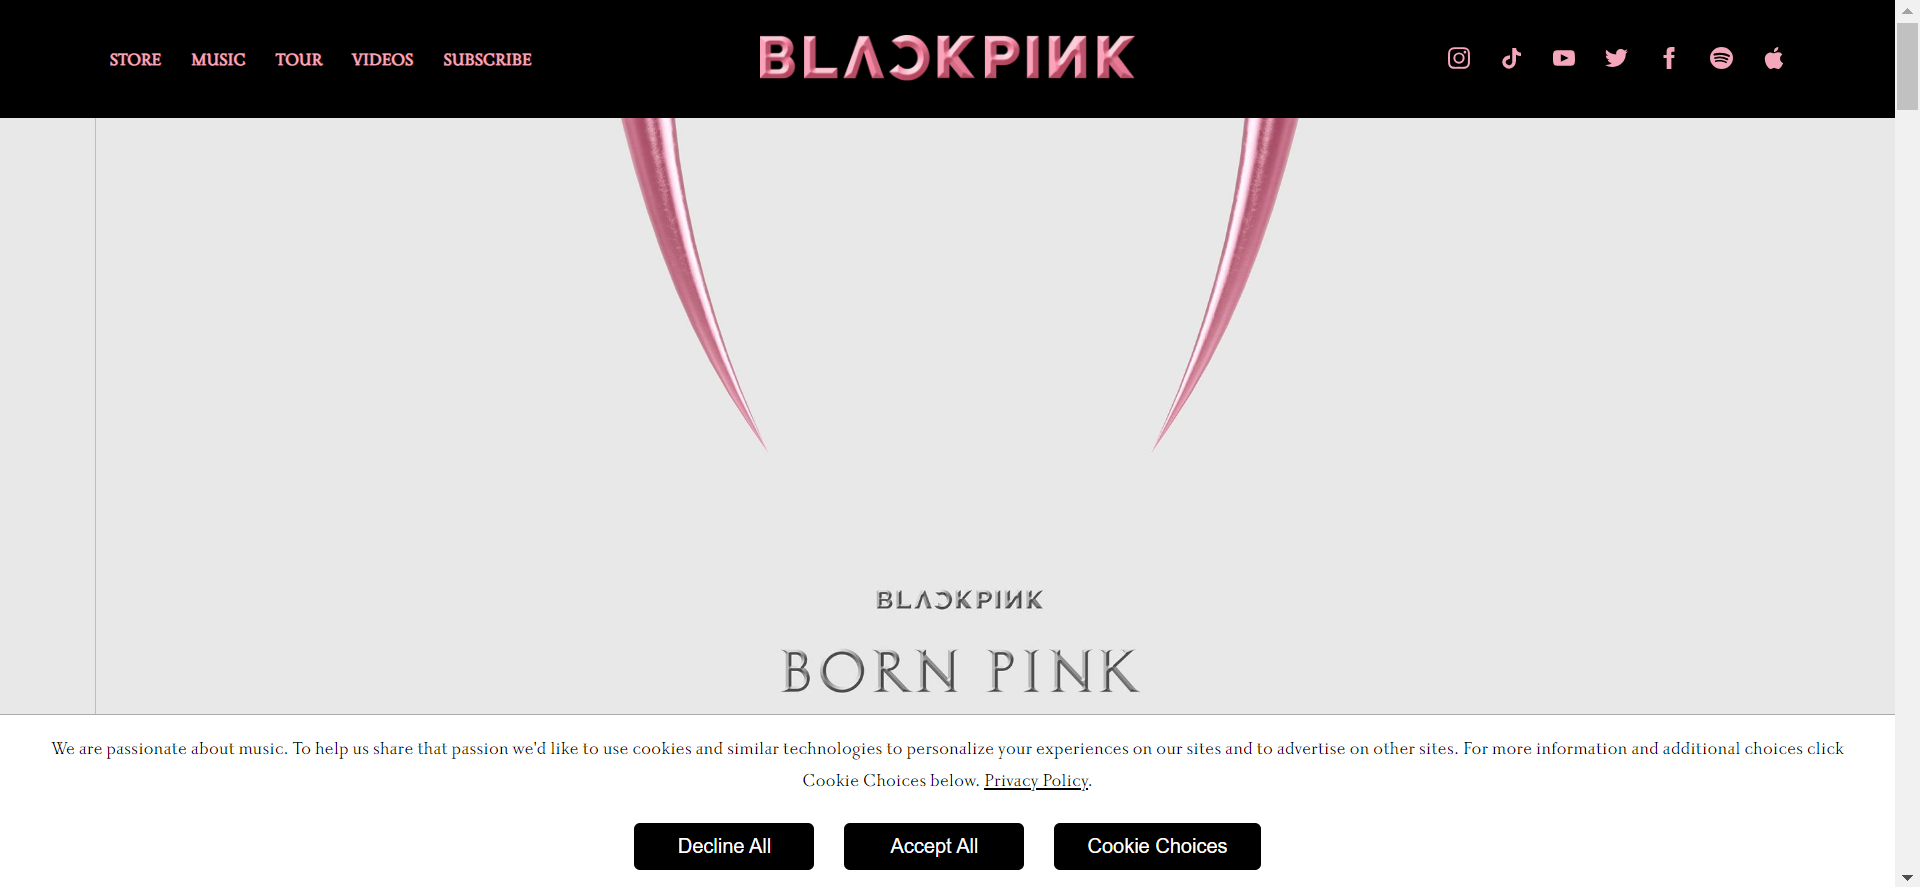 STORE MUSIC TOUR VIDEOS SUBSCRIBE BLACKPINK
BLACKPINK
BORN PINK
We are passionate about music. To help us share that passion we'd like to use cookies and similar technologies to personalize your experiences on our sites and to advertise on other sites. For more information and additional choices click
Cookie Choices below. Privacy Policy.
Decline All Accept All Cookie Choices